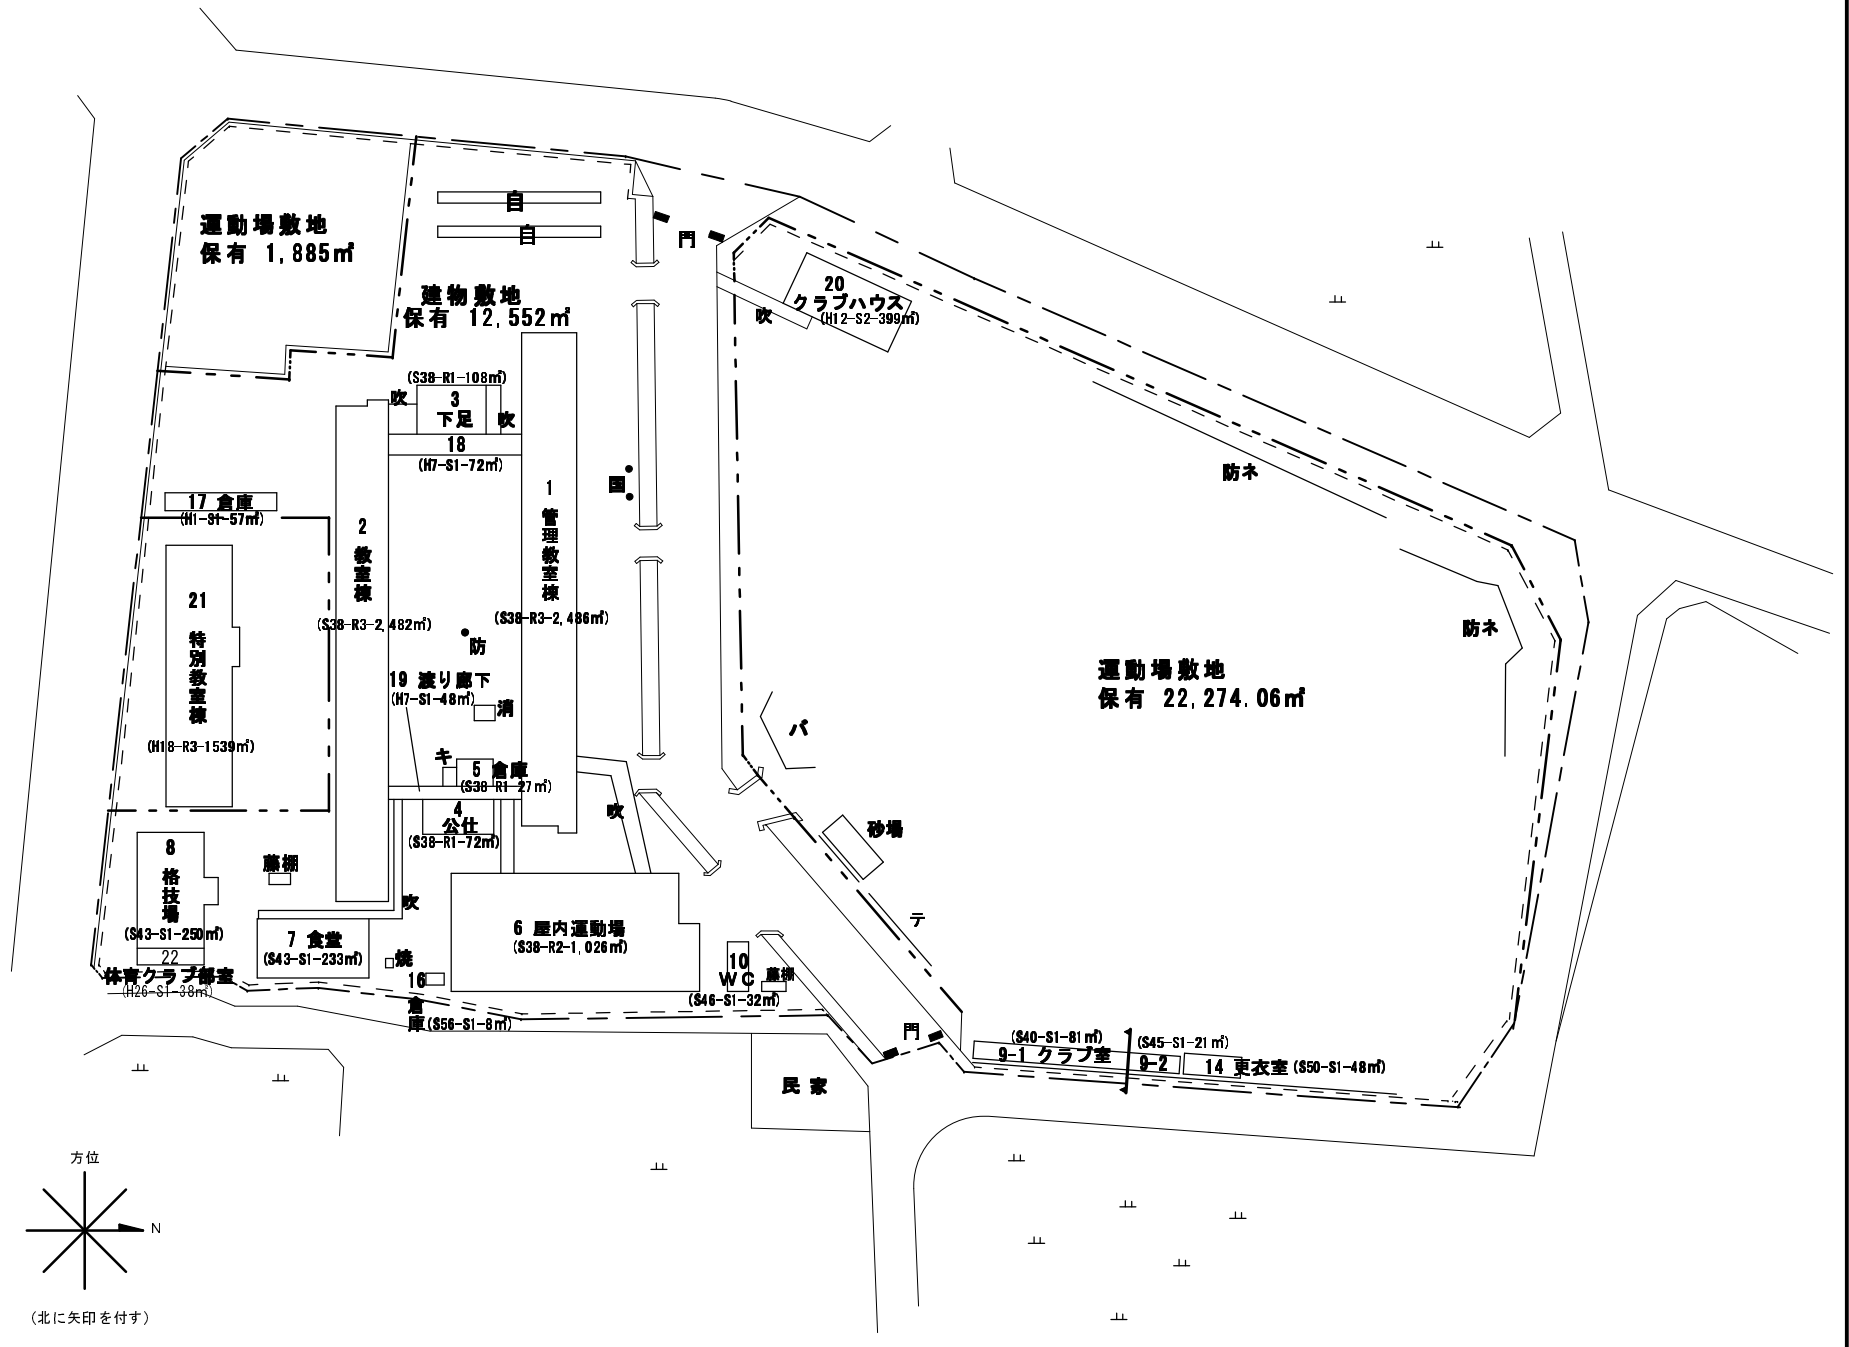 運動場敷地
保有 1,885㎡
自
自
門
建物敷地
保有 12,552㎡
20
クラブハウス
(H12-S2-399㎡)
吹
(S38-R1-108㎡)
吹
3
下足
吹
18
(H7-S1-72㎡)
防ネ
国
17 倉庫
(H1-S1-57㎡)
2
教室棟
(S38-R3-2,482㎡)
1
管理教室棟
(S38-R3-2,486㎡)
21
特別教室棟
(H18-R3-1539㎡)
防
防ネ
運動場敷地
保有 22,274.06㎡
19 渡り廊下
(H7-S1-48㎡)
消
パ
キ
5 倉庫
(S38-R1-27㎡)
吹
4
公仕
(S38-R1-72㎡)
砂場
8
格技場
(S43-S1-250㎡)
藤棚
吹
テ
7 食堂
(S43-S1-233㎡)
6 屋内運動場
(S38-R2-1,026㎡)
22
体育クラブ部室
(H26-S1-38㎡)
焼
16
倉庫
(S56-S1-8㎡)
10
WC
藤棚
(S46-S1-32㎡)
門
(S40-S1-81㎡)
9-1 クラブ室
(S45-S1-21㎡)
9-2
14 更衣室 (S50-S1-48㎡)
民家
方位
N
(北に矢印を付す)